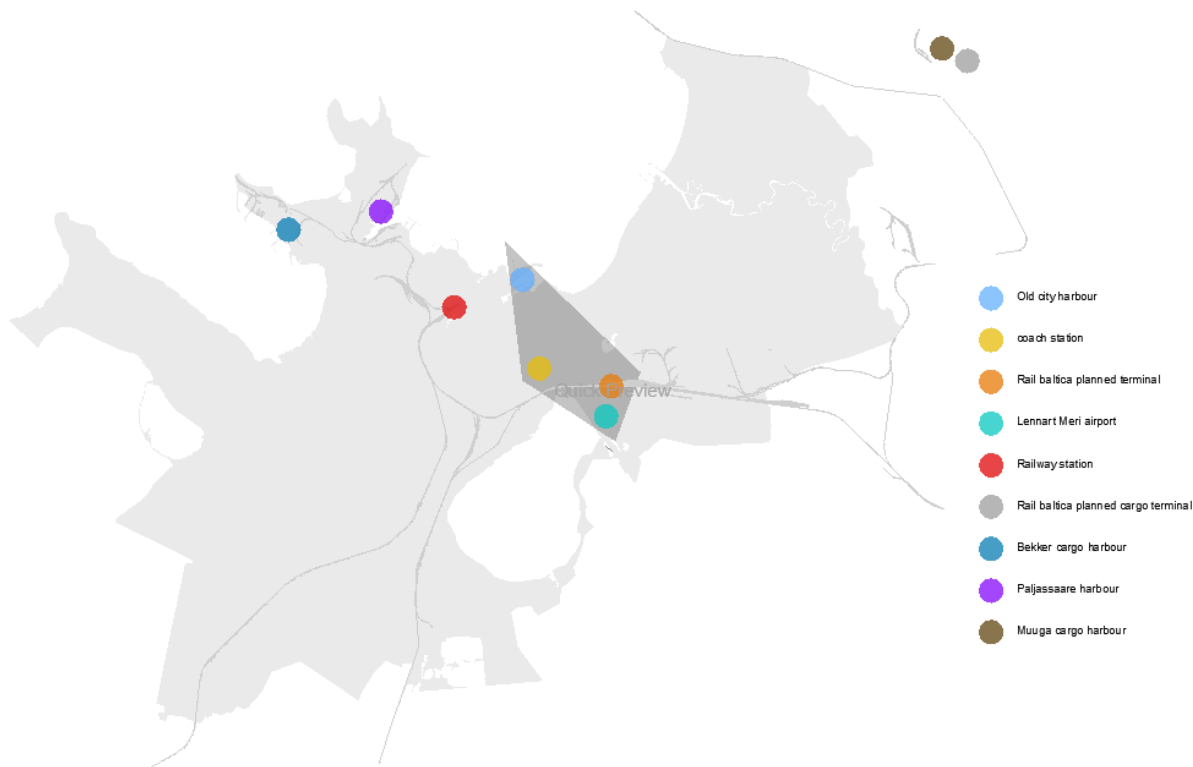 Old city harbour
coach station
Rail baltica planned terminal
Quick Preview
Lennart Meri airport
Railway station
Rail baltica planned cargo terminal
Bekker cargo harbour
Paljassaare harbour
Muuga cargo harbour